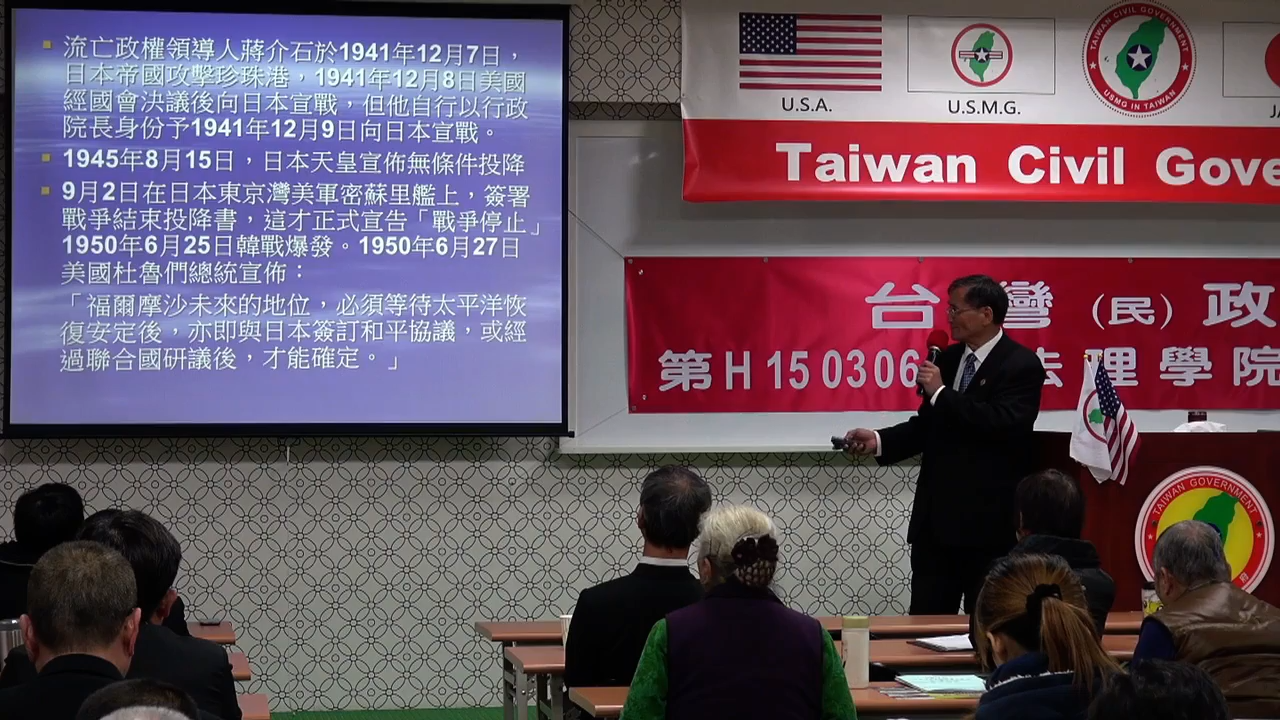 流亡政權領導人蔣介石於1941年12月7日，
日本帝國攻擊珍珠港，1941年12月8日美國
經國會決議後向日本宣戰，但他自行以行政
院長身份予1941年12月9日向日本宣戰。
1945年8月15日，日本天皇宣佈無條件投降
9月2日在日本東京灣美軍密蘇里艦上，簽署
戰爭結束投降書，這才正式宣告「戰爭停止」
1950年6月25日韓戰爆發。1950年6月27日
美國杜魯們總統宣佈：
「福爾摩沙未來的地位，必須等待太平洋恢
復安定後，亦即與日本簽訂和平協議，或經
過聯合國研議後，才能確定。」
U.S.A.
U.S.M.G.
TAIWAN CIVIL GOVERNMENT
USMG IN TAIWAN
JA
Taiwan Civil Gove
台灣（民）政
第H 15 0306 法理學院
TAIWAN GOVERNMENT